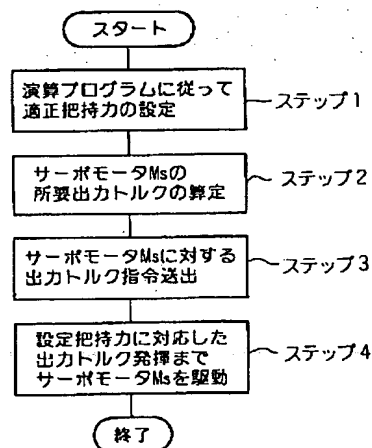 スタート
演算プログラムに従って
適正把持力の設定
ステップ1
サーボモータMsの
所要出力トルクの算定
ステップ2
サーボモータMsに対する
出力トルク指令送出
ステップ3
設定把持力に対応した
出力トルク発揮まで
サーボモータMsを駆動
ステップ4
終了